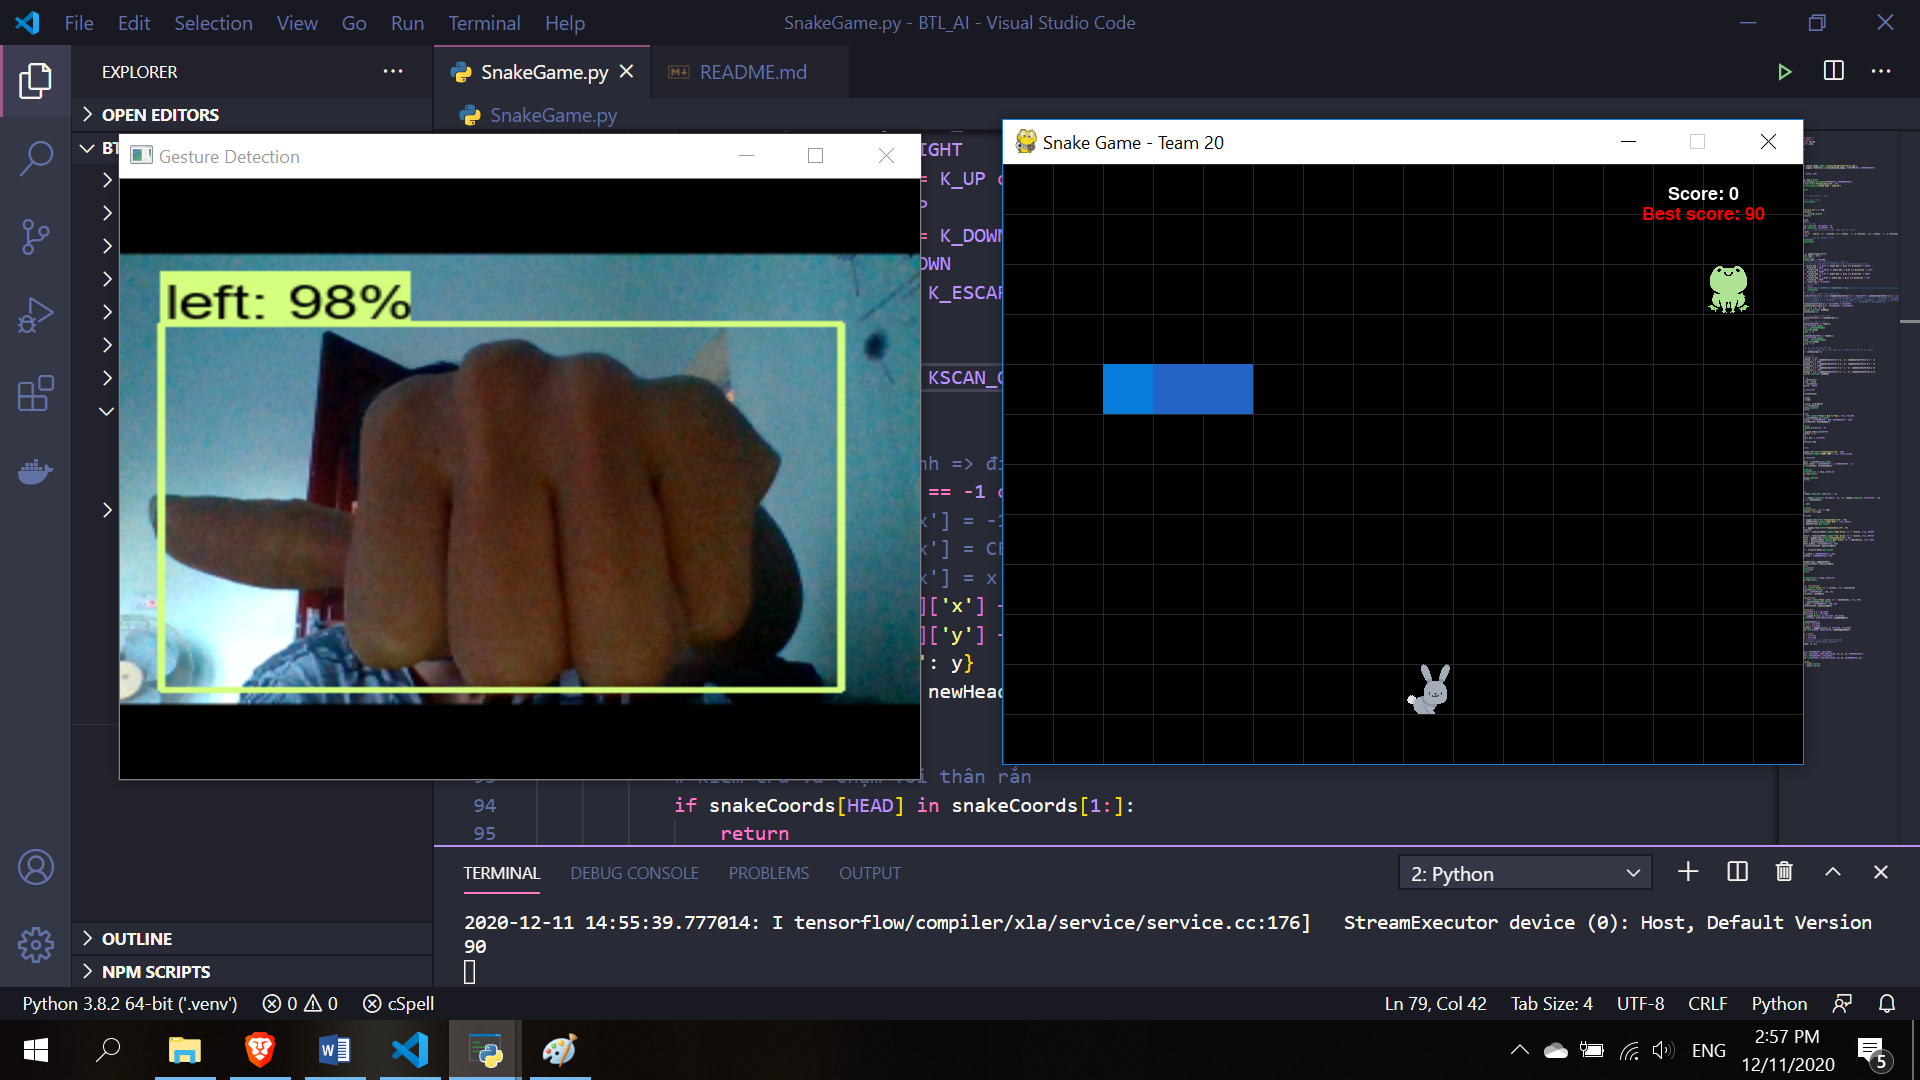 File Edit Selection View Go Run Terminal Help
SnakeGame.py - BTL_AI - Visual Studio Code
EXPLORER
SnakeGame.py
README.md
OPEN EDITORS
SnakeGame.py
BT
Gesture Detection
left: 98%
IGHT
= K_UP
= K_DOWN
OWN
K_ESCAP
KSCAN_
nh => đi
== -1
x'] = -1
x'] = CE
x'] = x
]['x'] -
]['y'] -
: y}
newHead
thân rắn
94 if snakeCoords[HEAD] in snakeCoords[1:]:
95 return
Snake Game - Team 20
Score: 0
Best score: 90
TERMINAL DEBUG CONSOLE PROBLEMS OUTPUT
2: Python
2020-12-11 14:55:39.777014: I tensorflow/compiler/xla/service/service.cc:176] StreamExecutor device (0): Host, Default Version
90
OUTLINE
NPM SCRIPTS
Python 3.8.2 64-bit ('.venv') 0 0 cSpell
Ln 79, Col 42 Tab Size: 4 UTF-8 CRLF Python
ENG
2:57 PM
12/11/2020
5